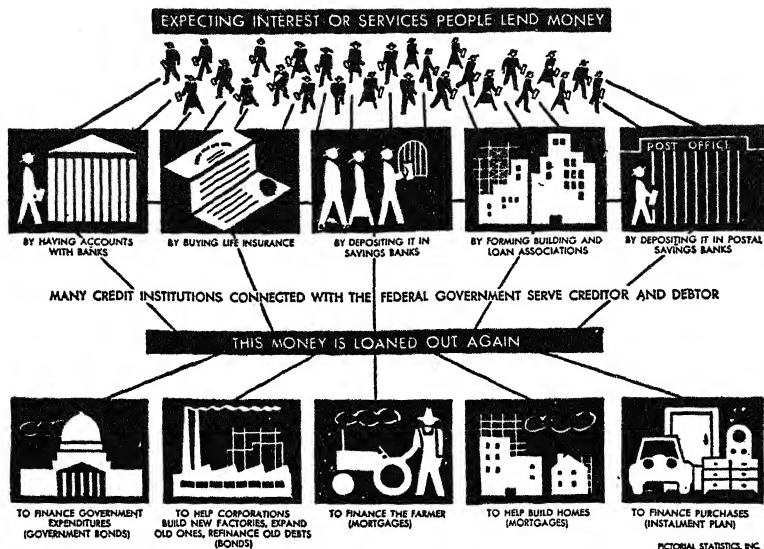 EXPECTING INTEREST OR SERVICES PEOPLE LEND MONEY
BY HAVING ACCOUNTS
WITH BANKS
BY BUYING LIFE INSURANCE
BY DEPOSITING IT IN
SAVINGS BANKS
BY FORMING BUILDING AND
LOAN ASSOCIATIONS
POST OFFICE
BY DEPOSITING IT IN POSTAL
SAVINGS BANKS
MANY CREDIT INSTITUTIONS CONNECTED WITH THE FEDERAL GOVERNMENT SERVE CREDITOR AND DEBTOR
THIS MONEY IS LOANED OUT AGAIN
TO FINANCE GOVERNMENT
EXPENDITURES
(GOVERNMENT BONDS)
TO HELP CORPORATIONS
BUILD NEW FACTORIES, EXPAND
OLD ONES, REFINANCE OLD DEBTS
(BONDS)
TO FINANCE THE FARMER
(MORTGAGES)
TO HELP BUILD HOMES
(MORTGAGES)
TO FINANCE PURCHASES
(INSTALMENT PLAN)
PICTORIAL STATISTICS, INC.